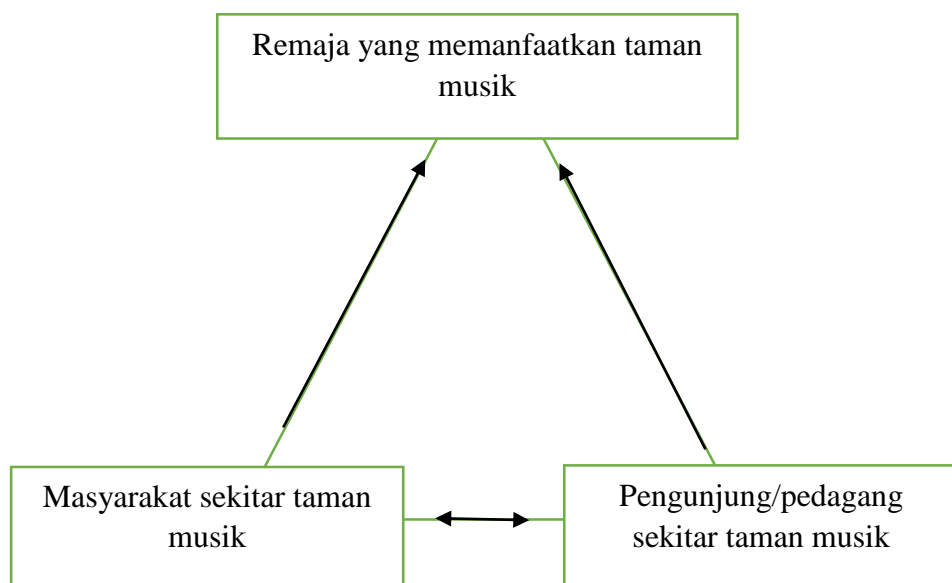 Remaja yang memanfaatkan taman
musik
Masyarakat sekitar taman
musik
Pengunjung/pedagang
sekitar taman musik